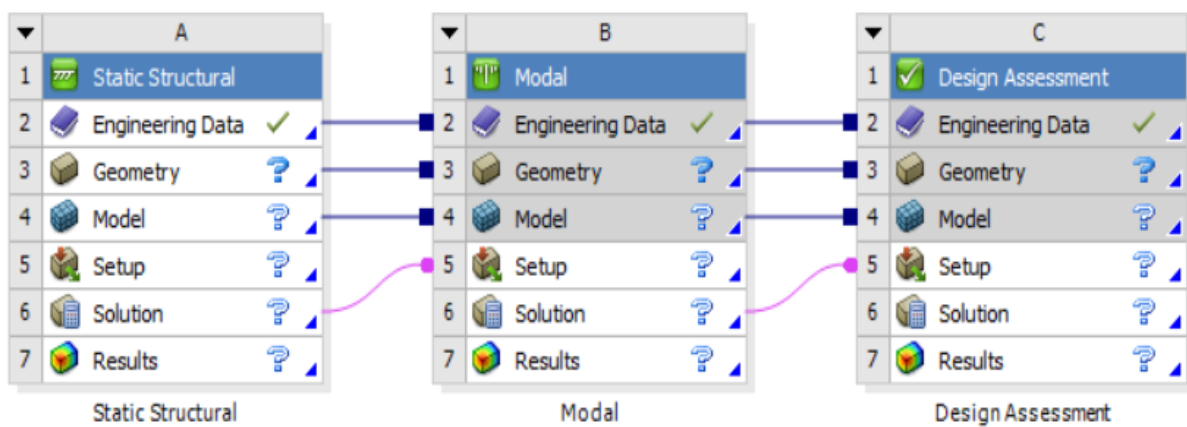 A
1 Static Structural
2 Engineering Data
3 Geometry ?
4 Model ?
5 Setup ?
6 Solution ?
7 Results ?
Static Structural
B
1 Modal
2 Engineering Data
3 Geometry ?
4 Model ?
5 Setup ?
6 Solution ?
7 Results ?
Modal
C
1 Design Assessment
2 Engineering Data
3 Geometry ?
4 Model ?
5 Setup ?
6 Solution ?
7 Results ?
Design Assessment